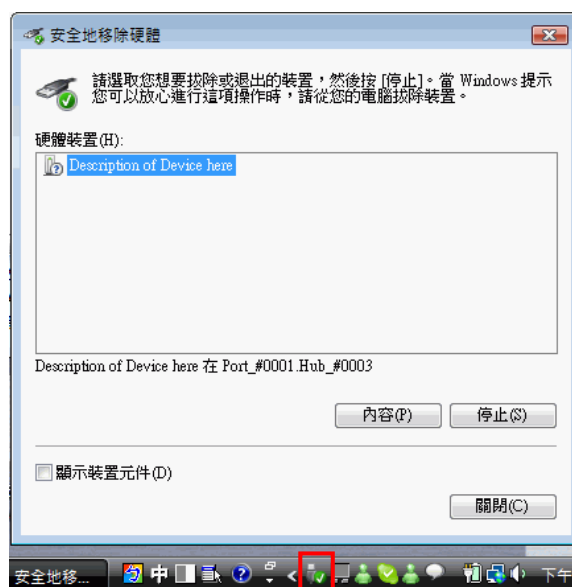 安全地移除硬體
請選取您想要拔除或退出的裝置，然後按 [停止]。當 Windows 提示
您可以放心進行這項操作時，請從您的電腦拔除裝置。
硬體裝置(H):
Description of Device here
Description of Device here 在 Port_#0001.Hub_#0003
內容(P) 停止(S)
顯示裝置元件(D)
關閉(C)
安全地移... 中 下午